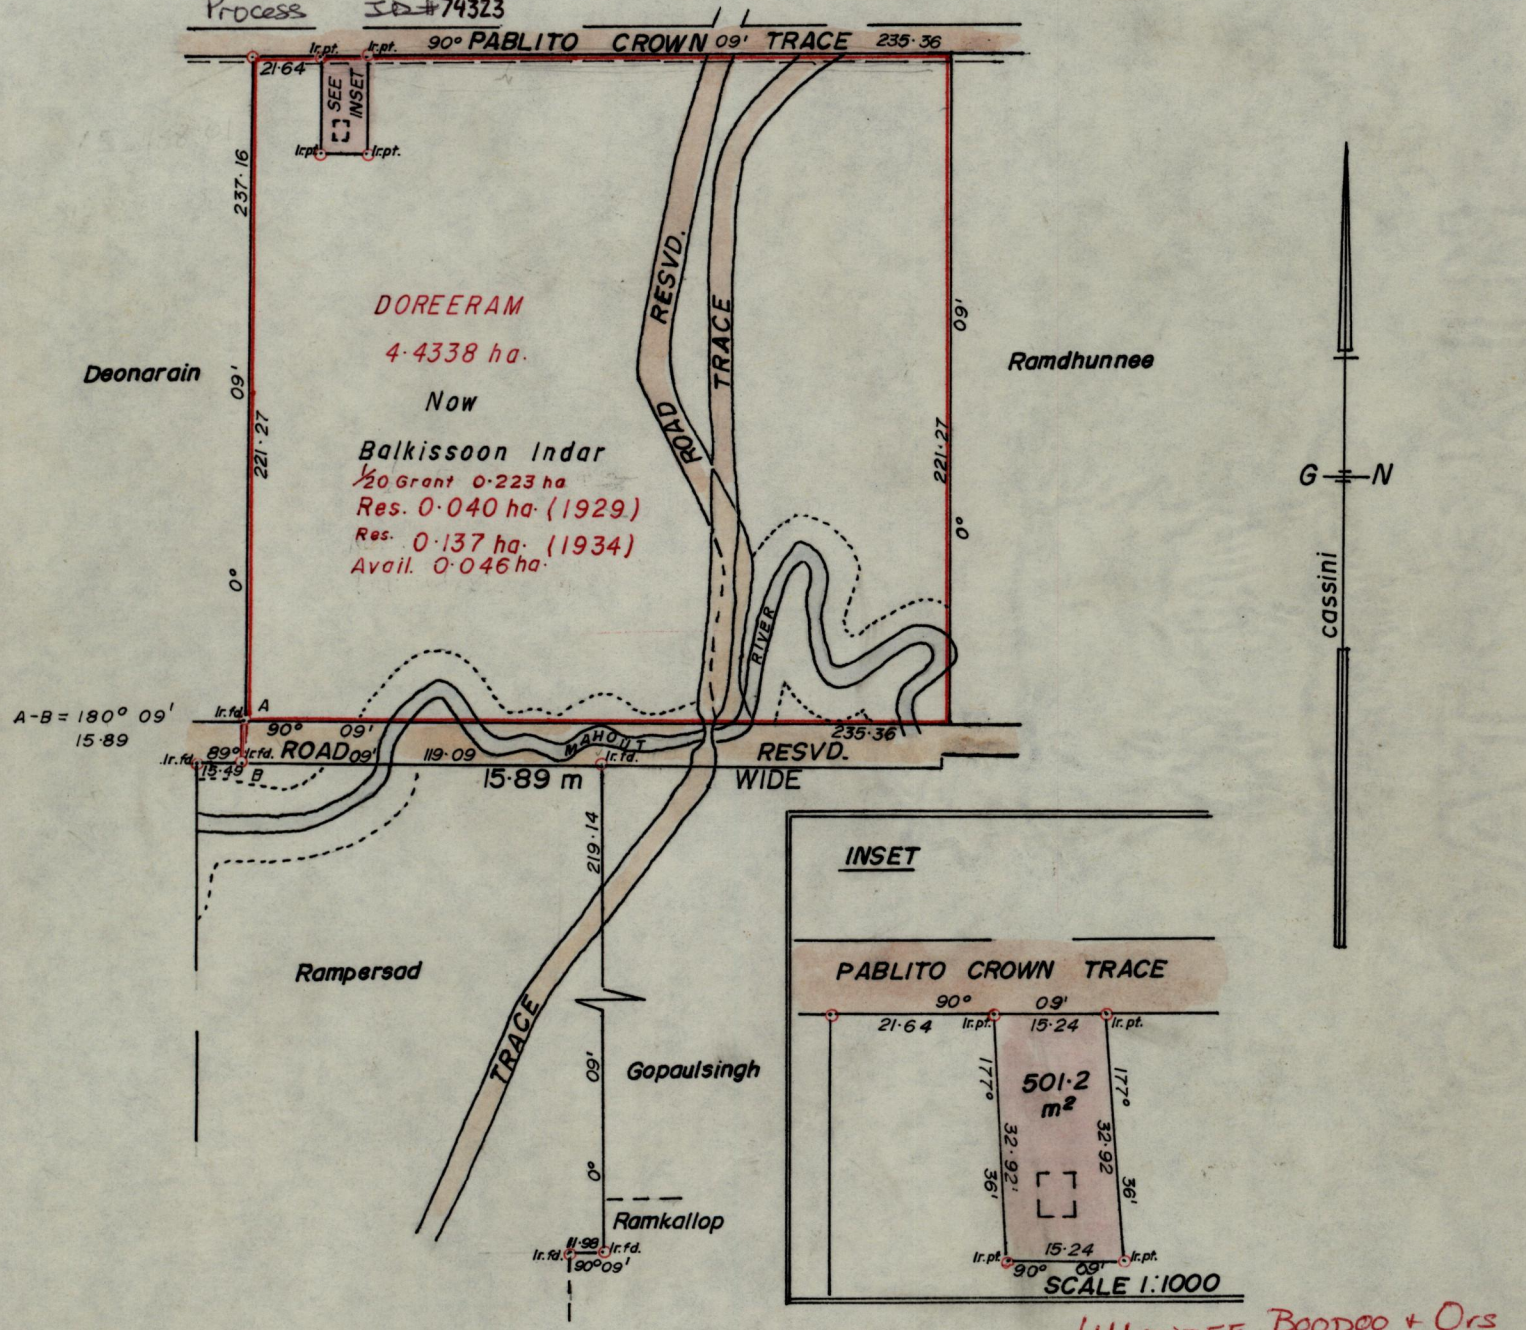 Process ID#74323
Ir.pt. Ir.pt. 90° PABLITO CROWN 09' TRACE 235·36
21·64
SEE
INSET
Ir.pt. Ir.pt.
237·16
RESVD.
ROAD
TRACE
DOREERAM
4·4338 ha.
Now
Balkissoon Indar
1/20 Grant 0·223 ha
Res. 0·040 ha. (1929)
Res. 0·137 ha. (1934)
Avail. 0·046 ha.
Deonarain
09'
221·27
0°
Ramdhunnee
09'
221·27
0°
G N
cassini
RIVER
A-B = 180° 09'
15·89
Ir.fd. A
90° 09' MAHOUT 235·36
Ir.fd. 89° Ir.fd. ROAD 09' 119·09 Ir.fd. RESVD.
15·49 B 15·89 m WIDE
219·14
Rampersad
TRACE
09'
Gopaulsingh
0°
Ramkallop
Ir.fd. 11·98 Ir.fd.
90°09'
INSET
PABLITO CROWN TRACE
90° 09'
21·64 Ir.pt. 15·24 Ir.pt.
177° 501·2 177°
m²
32·92' 32·92
36' 36'
Ir.pt. 15·24 Ir.pt.
90° 09'
SCALE 1:1000
BOODOO + Ors